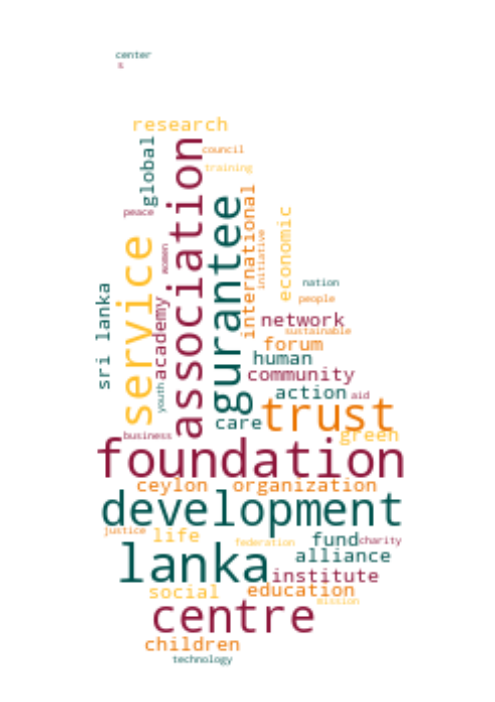 center
s
research
global
association
council
training
peace
gurantee
international
service
women
initiative
economic
nation
people
sri lanka
academy
network
sustainable
forum
human
community
youth
action
aid
trust
care
business
green
foundation
ceylon
organization
development
justice
life
federation
fund
charity
lanka
alliance
institute
social
education
mission
centre
children
technology